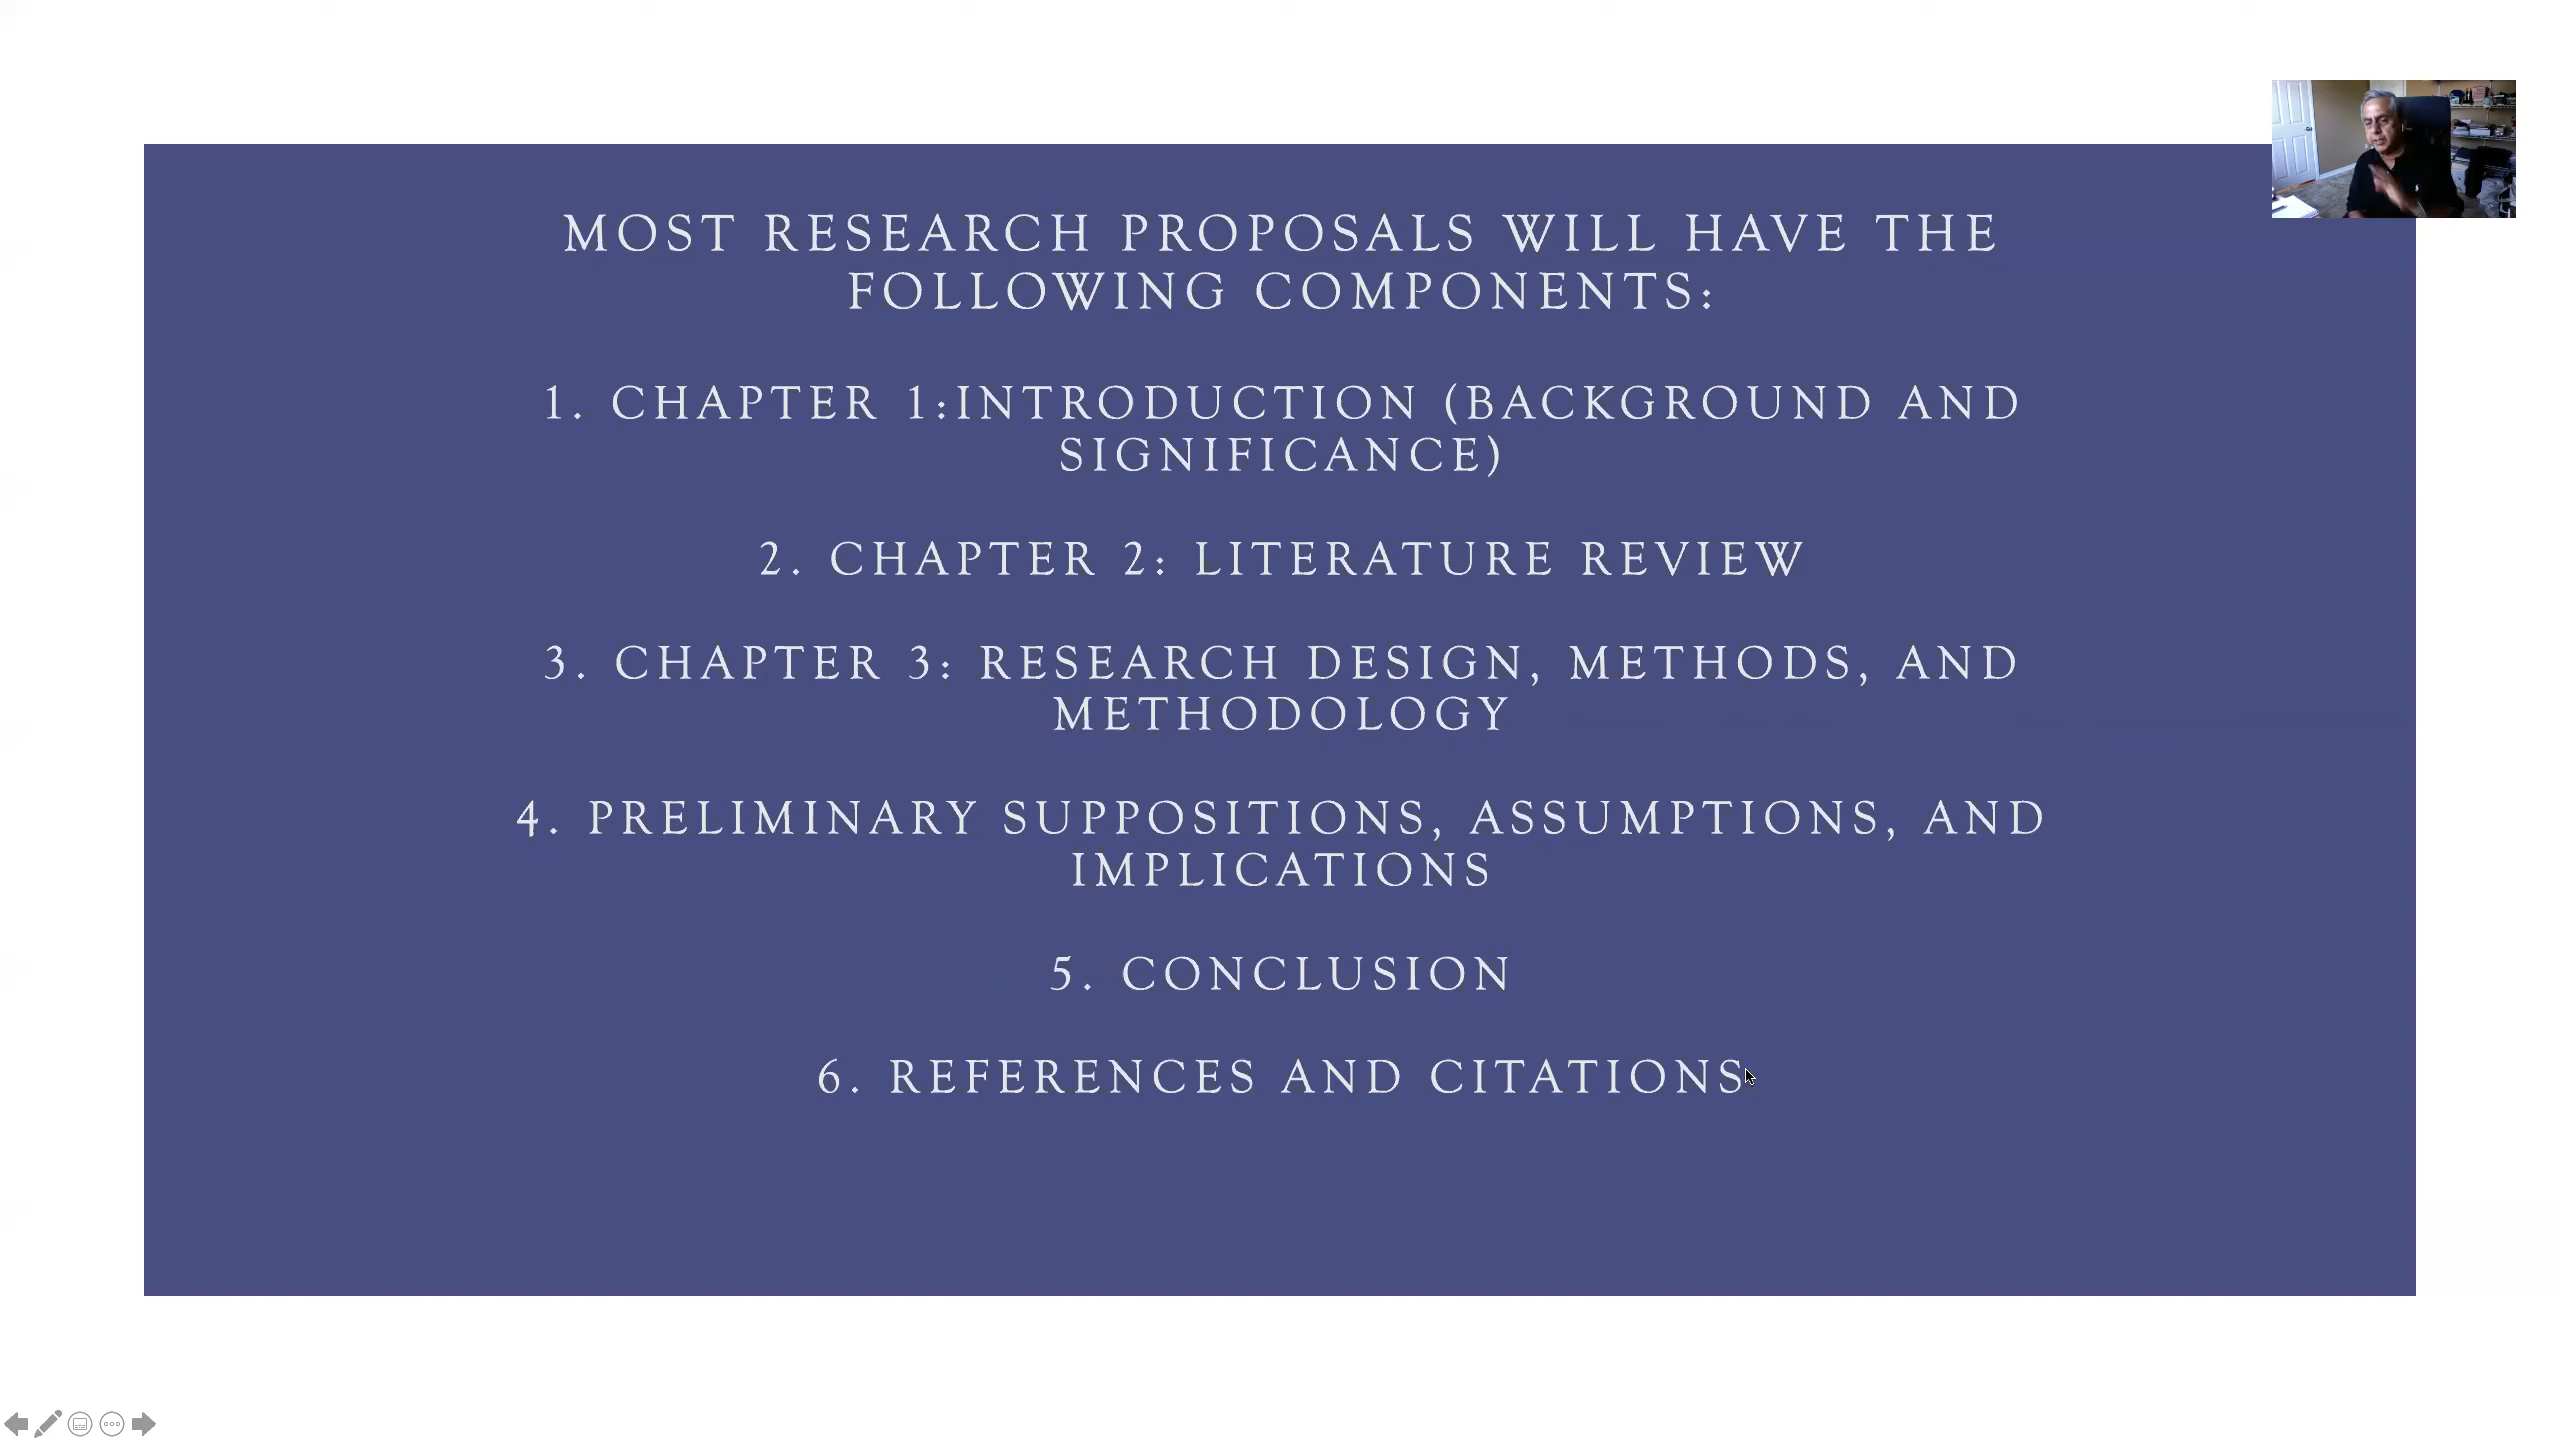 MOST RESEARCH PROPOSALS WILL HAVE THE
FOLLOWING COMPONENTS:
1. CHAPTER 1:INTRODUCTION (BACKGROUND AND
SIGNIFICANCE)
2. CHAPTER 2: LITERATURE REVIEW
3. CHAPTER 3: RESEARCH DESIGN, METHODS, AND
METHODOLOGY
4. PRELIMINARY SUPPOSITIONS, ASSUMPTIONS, AND
IMPLICATIONS
5. CONCLUSION
6. REFERENCES AND CITATIONS